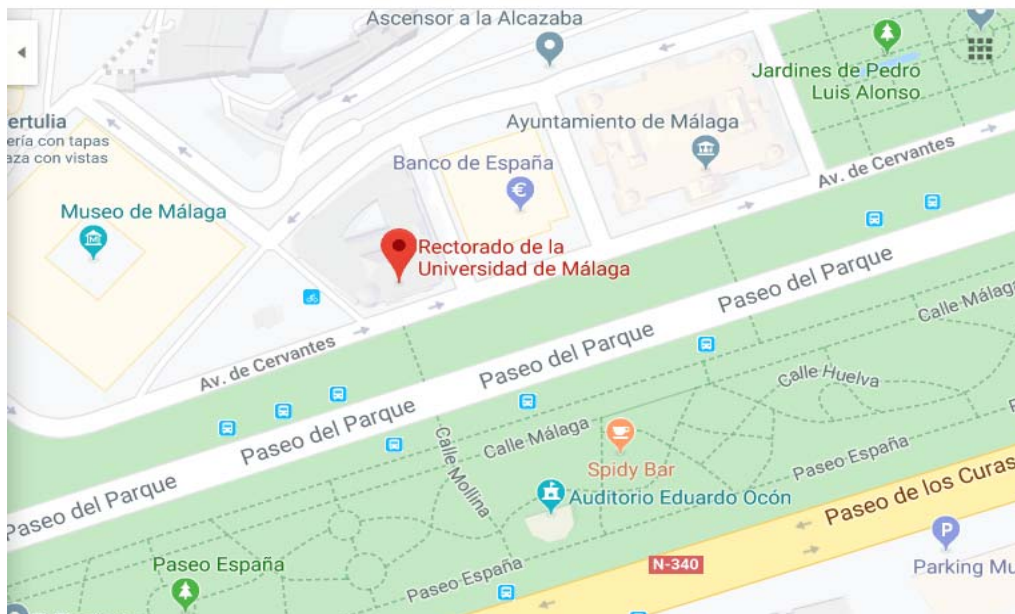 Ascensor a la Alcazaba
Jardines de Pedro
Luis Alonso
ertulia
ería con tapas
aza con vistas
Ayuntamiento de Málaga
Banco de España
€
Av. de Cervantes
Museo de Málaga
M
Rectorado de la
Universidad de Málaga
Paseo del Parque
Calle Málaga
Av. de Cervantes
Paseo del Parque
Calle Huelva
Paseo del Parque
Calle Málaga
Calle Mollina
Spidy Bar
Paseo España
Paseo del Parque
Auditorio Eduardo Ocón
Paseo de los Curas
P
Parking Mu
N-340
Paseo España
Paseo España